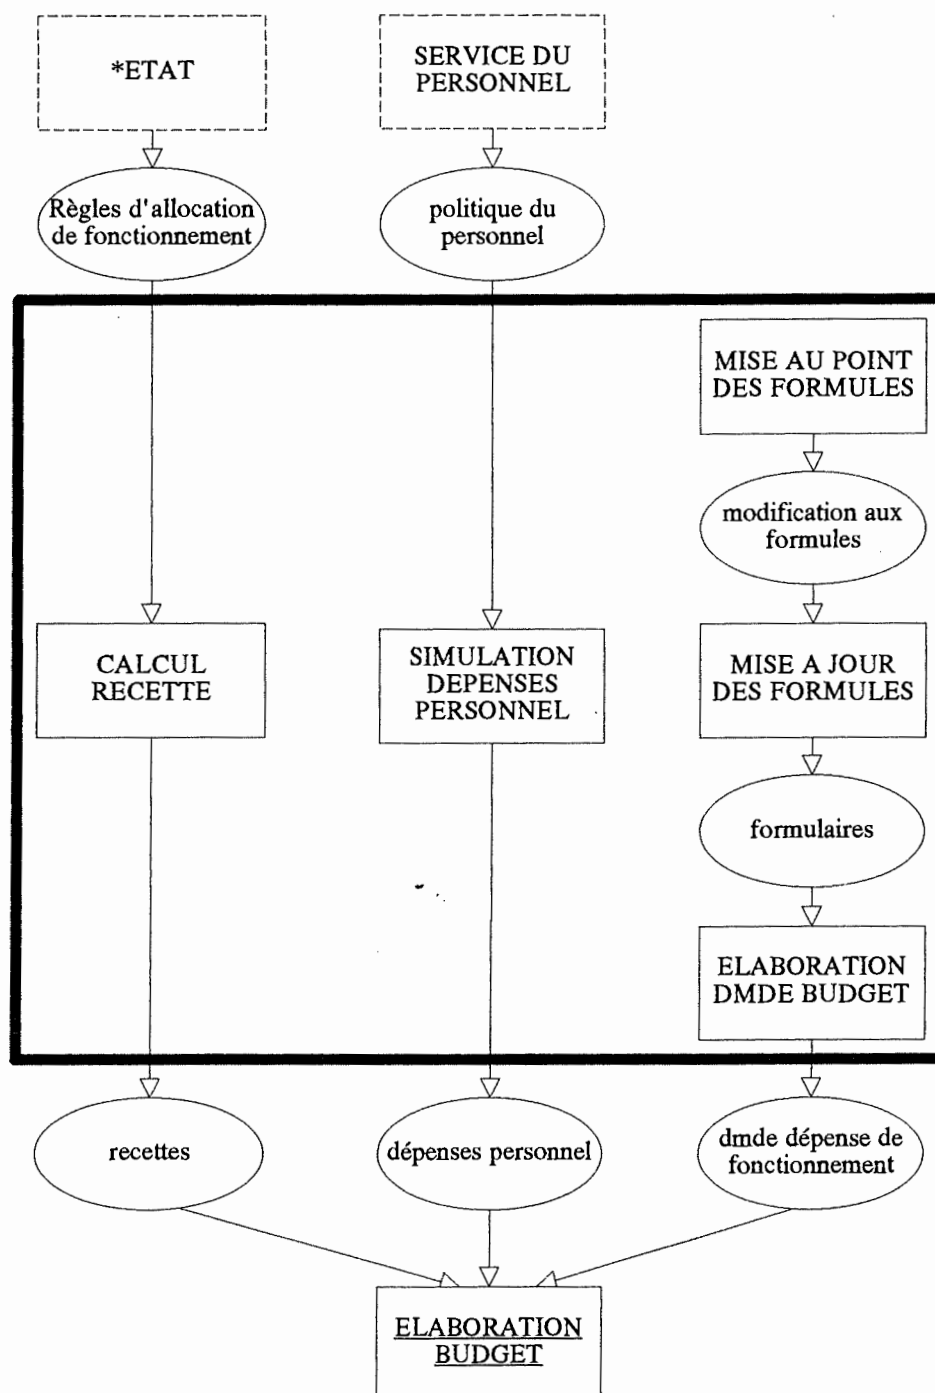 *ETAT
SERVICE DU
PERSONNEL
Règles d'allocation
de fonctionnement
politique du
personnel
MISE AU POINT
DES FORMULES
modification aux
formules
CALCUL
RECETTE
SIMULATION
DEPENSES
PERSONNEL
MISE A JOUR
DES FORMULES
formulaires
ELABORATION
DMDE BUDGET
recettes
dépenses personnel
dmde dépense de
fonctionnement
ELABORATION
BUDGET